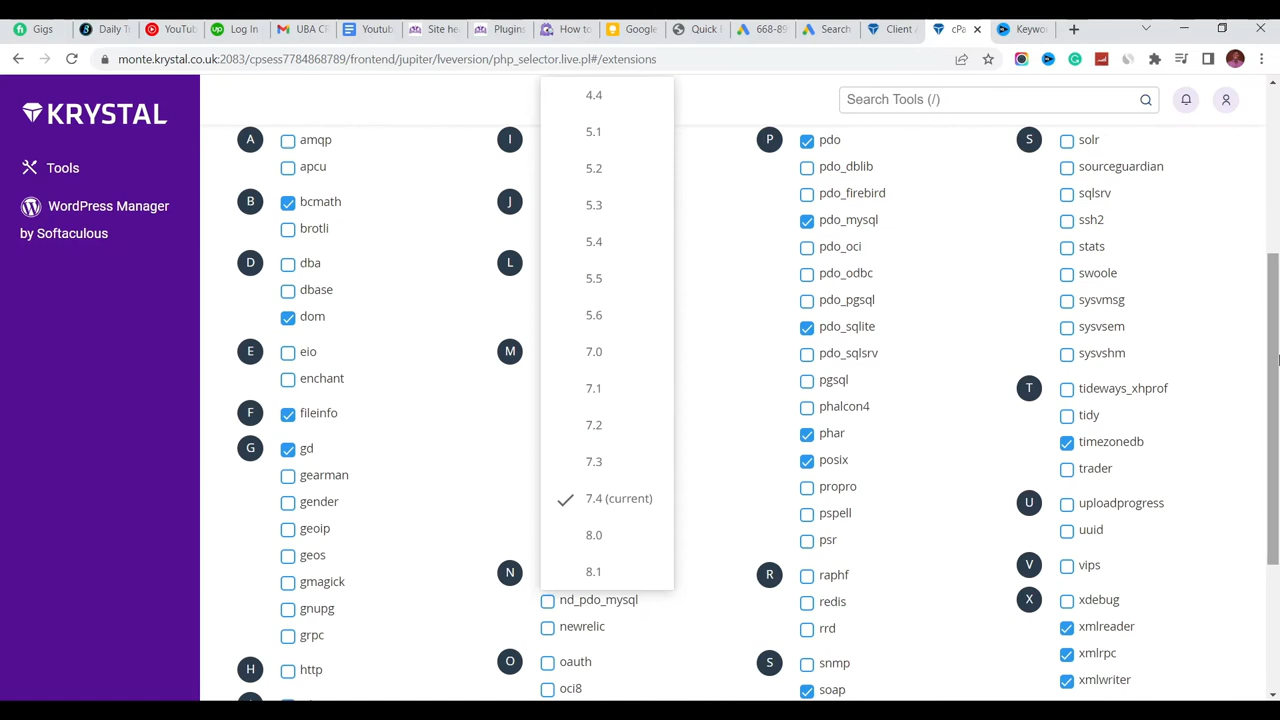 Gigs
Daily T
YouTub
Log In
UBA C
Youtub
Site he
Plugins
How to
Google
Quick
668-89
Search
Client
cPa
Keywo
monte.krystal.co.uk:2083/cpsess7784868789/frontend/jupiter/lveversion/php_selector.live.pl#/extensions
KRYSTAL
Search Tools (/)
Tools
WordPress Manager
by Softaculous
A
amqp
apcu
B
bcmath
brotli
D
dba
dbase
dom
E
eio
enchant
F
fileinfo
G
gd
gearman
gender
geoip
geos
gmagick
gnupg
grpc
H
http
I
J
L
M
N
nd_pdo_mysql
newrelic
O
oauth
oci8
4.4
5.1
5.2
5.3
5.4
5.5
5.6
7.0
7.1
7.2
7.3
7.4 (current)
8.0
8.1
P
pdo
pdo_dblib
pdo_firebird
pdo_mysql
pdo_oci
pdo_odbc
pdo_pgsql
pdo_sqlite
pdo_sqlsrv
pgsql
phalcon4
phar
posix
propro
pspell
psr
R
raphf
redis
rrd
S
snmp
soap
S
solr
sourceguardian
sqlsrv
ssh2
stats
swoole
sysvmsg
sysvsem
sysvshm
T
tideways_xhprof
tidy
timezonedb
trader
U
uploadprogress
uuid
V
vips
X
xdebug
xmlreader
xmlrpc
xmlwriter